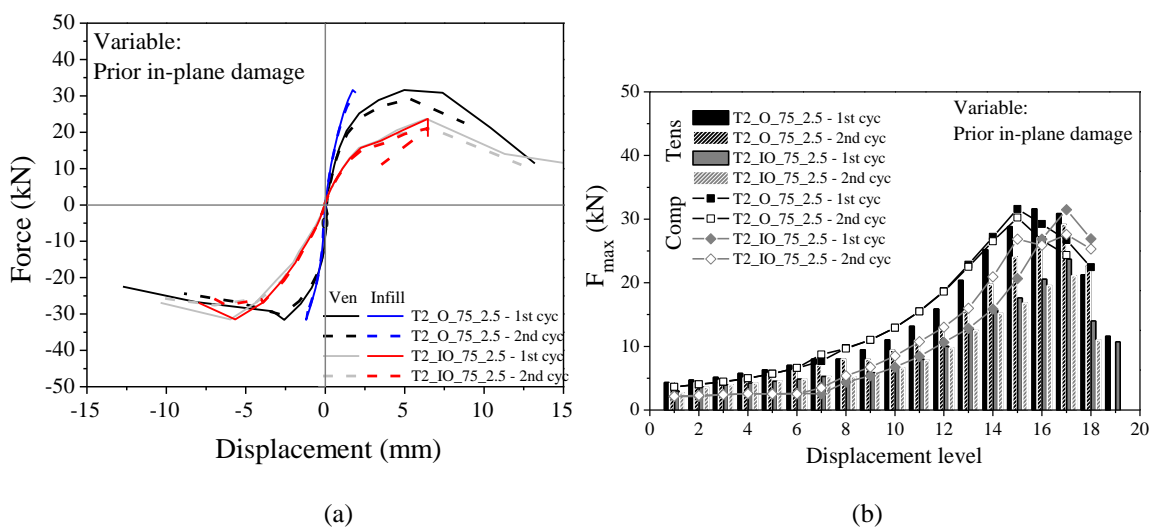 50
40
30
20
10
0
-10
-20
-30
-40
-50
Force (kN)
Variable:
Prior in-plane damage
Ven Infill
T2_O_75_2.5 - 1st cyc
T2_O_75_2.5 - 2nd cyc
T2_IO_75_2.5 - 1st cyc
T2_IO_75_2.5 - 2nd cyc
-15 -10 -5 0 5 10 15
Displacement (mm)
(a)
50
40
30
20
10
0
F_max (kN)
Tens
T2_O_75_2.5 - 1st cyc
T2_O_75_2.5 - 2nd cyc
T2_IO_75_2.5 - 1st cyc
T2_IO_75_2.5 - 2nd cyc
Comp
T2_O_75_2.5 - 1st cyc
T2_O_75_2.5 - 2nd cyc
T2_IO_75_2.5 - 1st cyc
T2_IO_75_2.5 - 2nd cyc
Variable:
Prior in-plane damage
0 2 4 6 8 10 12 14 16 18 20
Displacement level
(b)